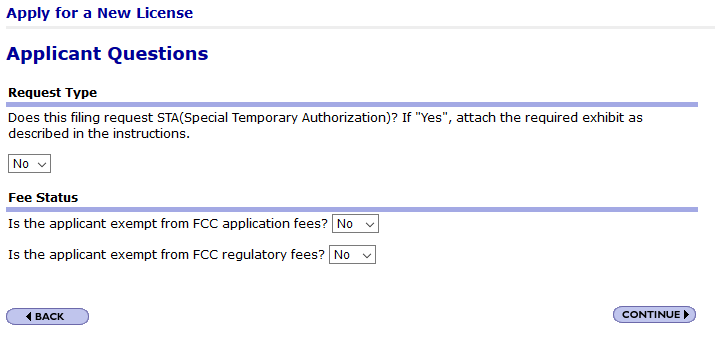 Apply for a New License
Applicant Questions
Request Type
Does this filing request STA(Special Temporary Authorization)? If "Yes", attach the required exhibit as
described in the instructions.
No
Fee Status
Is the applicant exempt from FCC application fees? No
Is the applicant exempt from FCC regulatory fees? No
BACK
CONTINUE